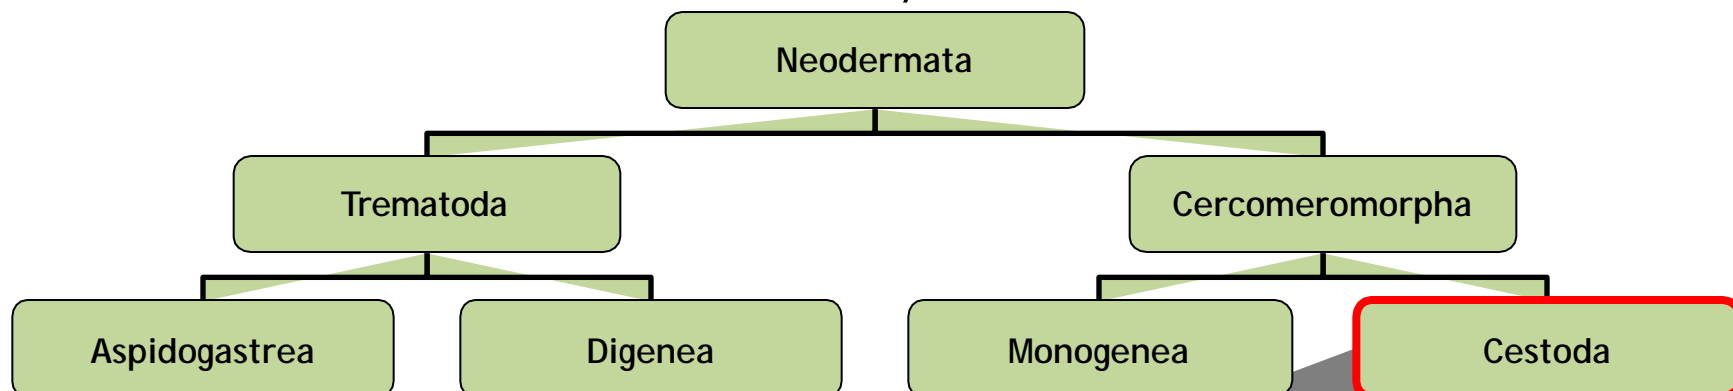 Neodermata
Trematoda
Cercomeromorpha
Aspidogastrea
Digenea
Monogenea
Cestoda